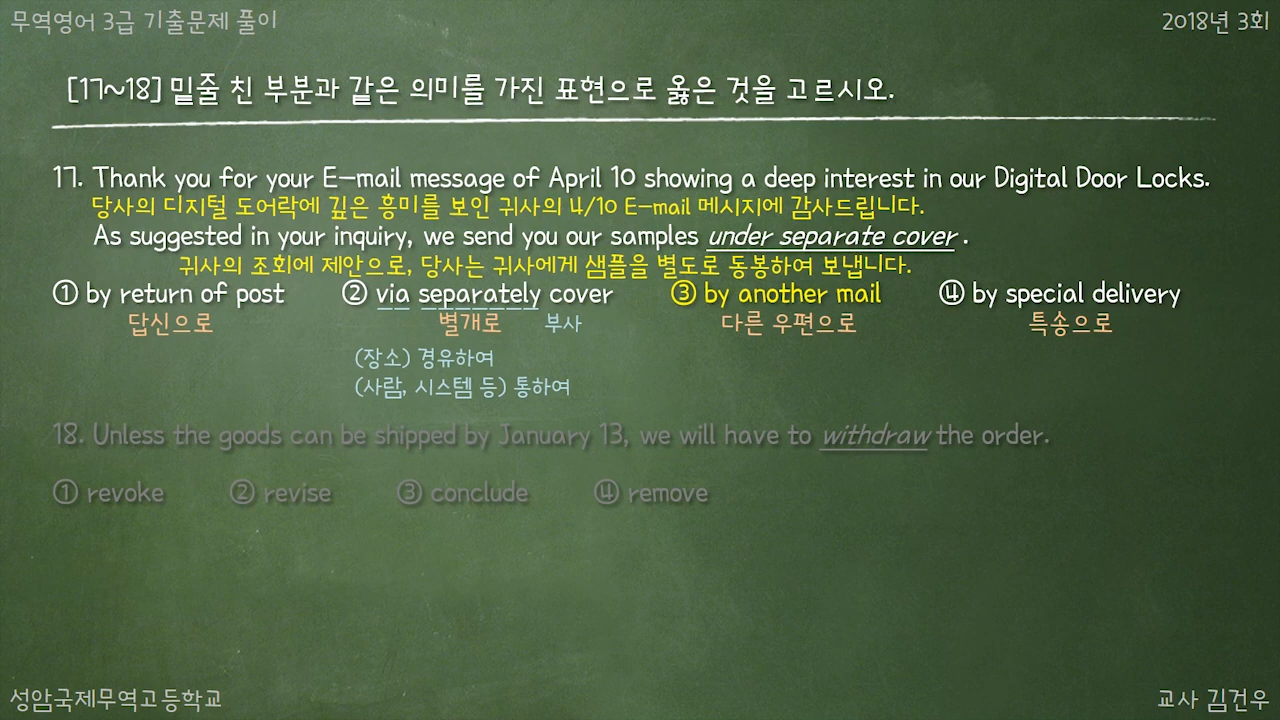 무역영어 3급 기출문제 풀이
2018년 3회
[17~18] 밑줄 친 부분과 같은 의미를 가진 표현으로 옳은 것을 고르시오.
17. Thank you for your E-mail message of April 10 showing a deep interest in our Digital Door Locks.
당사의 디지털 도어락에 깊은 흥미를 보인 귀사의 4/10 E-mail 메시지에 감사드립니다.
As suggested in your inquiry, we send you our samples under separate cover.
귀사의 조회에 제안으로, 당사는 귀사에게 샘플을 별도로 동봉하여 보냅니다.
① by return of post ② via separately cover ③ by another mail ④ by special delivery
답신으로 별개로 부사 다른 우편으로 특송으로
(장소) 경유하여
(사람, 시스템 등) 통하여
18. Unless the goods can be shipped by January 13, we will have to withdraw the order.
① revoke ② revise ③ conclude ④ remove
성암국제무역고등학교
교사 김건우